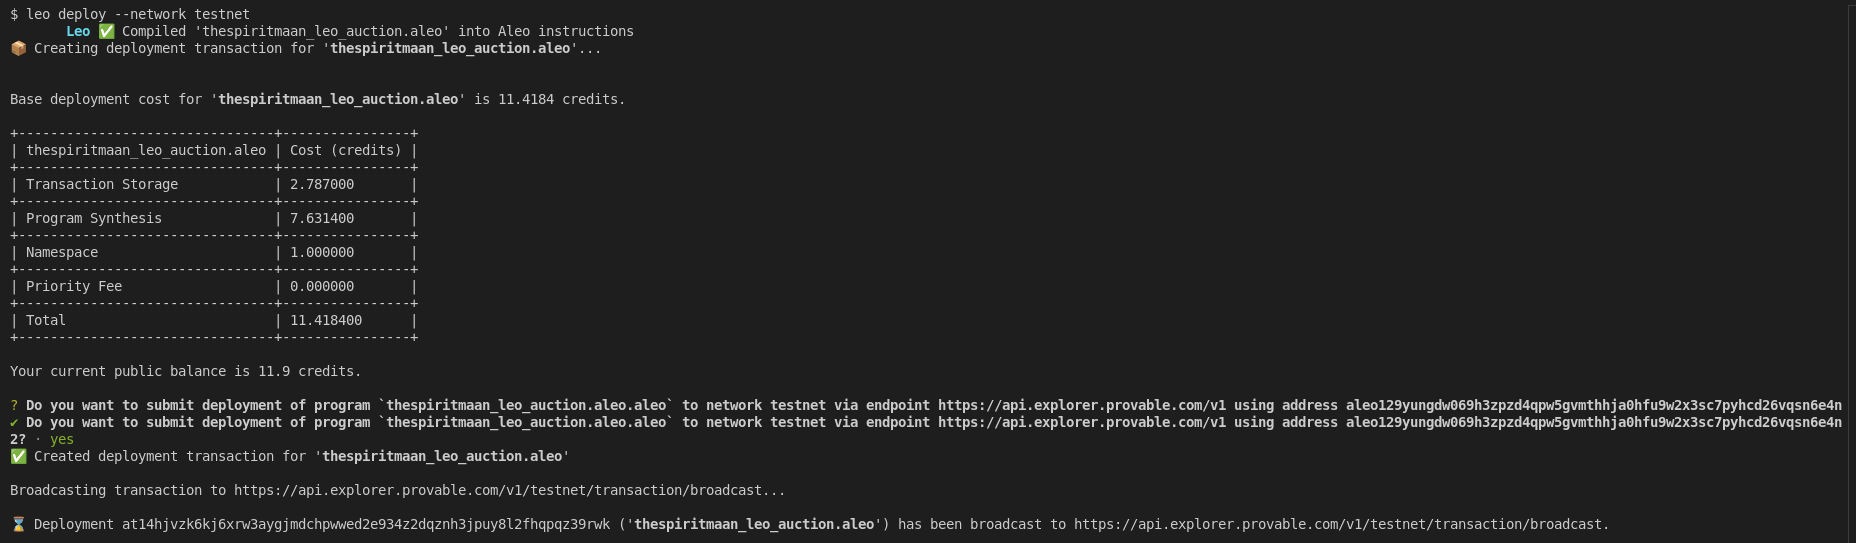 $ leo deploy --network testnet
Leo ✅ Compiled 'thespiritmaan_leo_auction.aleo' into Aleo instructions
📦 Creating deployment transaction for 'thespiritmaan_leo_auction.aleo'...
Base deployment cost for 'thespiritmaan_leo_auction.aleo' is 11.4184 credits.
+--------------------------------+----------------+
| thespiritmaan_leo_auction.aleo | Cost (credits) |
+--------------------------------+----------------+
| Transaction Storage            | 2.787000       |
+--------------------------------+----------------+
| Program Synthesis              | 7.631400       |
+--------------------------------+----------------+
| Namespace                      | 1.000000       |
+--------------------------------+----------------+
| Priority Fee                   | 0.000000       |
+--------------------------------+----------------+
| Total                          | 11.418400      |
+--------------------------------+----------------+
Your current public balance is 11.9 credits.
? Do you want to submit deployment of program `thespiritmaan_leo_auction.aleo.aleo` to network testnet via endpoint https://api.explorer.provable.com/v1 using address aleo129yungdw069h3zpzd4qpw5gvmthhja0hfu9w2x3sc7pyhcd26vqsn6e4n
✔ Do you want to submit deployment of program `thespiritmaan_leo_auction.aleo.aleo` to network testnet via endpoint https://api.explorer.provable.com/v1 using address aleo129yungdw069h3zpzd4qpw5gvmthhja0hfu9w2x3sc7pyhcd26vqsn6e4n
2? · yes
✅ Created deployment transaction for 'thespiritmaan_leo_auction.aleo'
Broadcasting transaction to https://api.explorer.provable.com/v1/testnet/transaction/broadcast...
⌛ Deployment at14hjvzk6kj6xrw3aygjmdchpwwed2e934z2dqznh3jpuy8l2fhqpqz39rwk ('thespiritmaan_leo_auction.aleo') has been broadcast to https://api.explorer.provable.com/v1/testnet/transaction/broadcast.